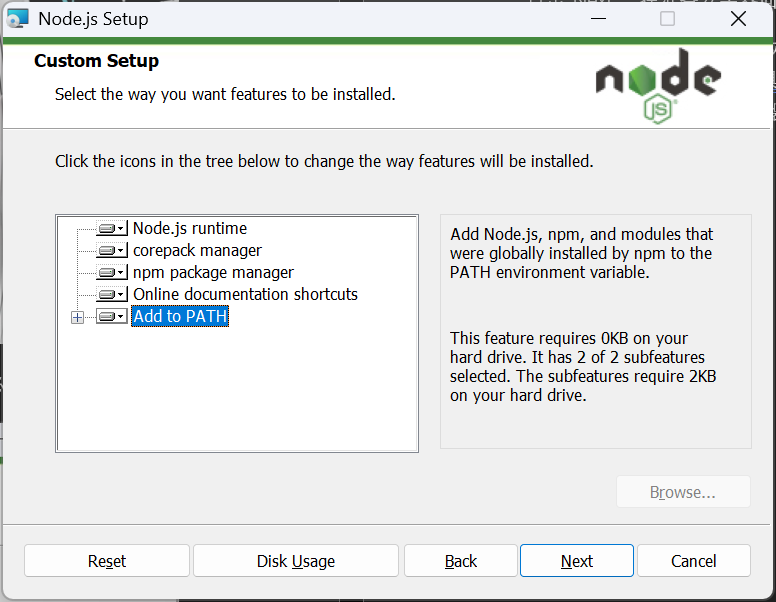 Node.js Setup
Custom Setup
Select the way you want features to be installed.
node
JS
Click the icons in the tree below to change the way features will be installed.
Node.js runtime
corepack manager
npm package manager
Online documentation shortcuts
Add to PATH
Add Node.js, npm, and modules that
were globally installed by npm to the
PATH environment variable.
This feature requires 0KB on your
hard drive. It has 2 of 2 subfeatures
selected. The subfeatures require 2KB
on your hard drive.
Browse...
Reset
Disk Usage
Back
Next
Cancel